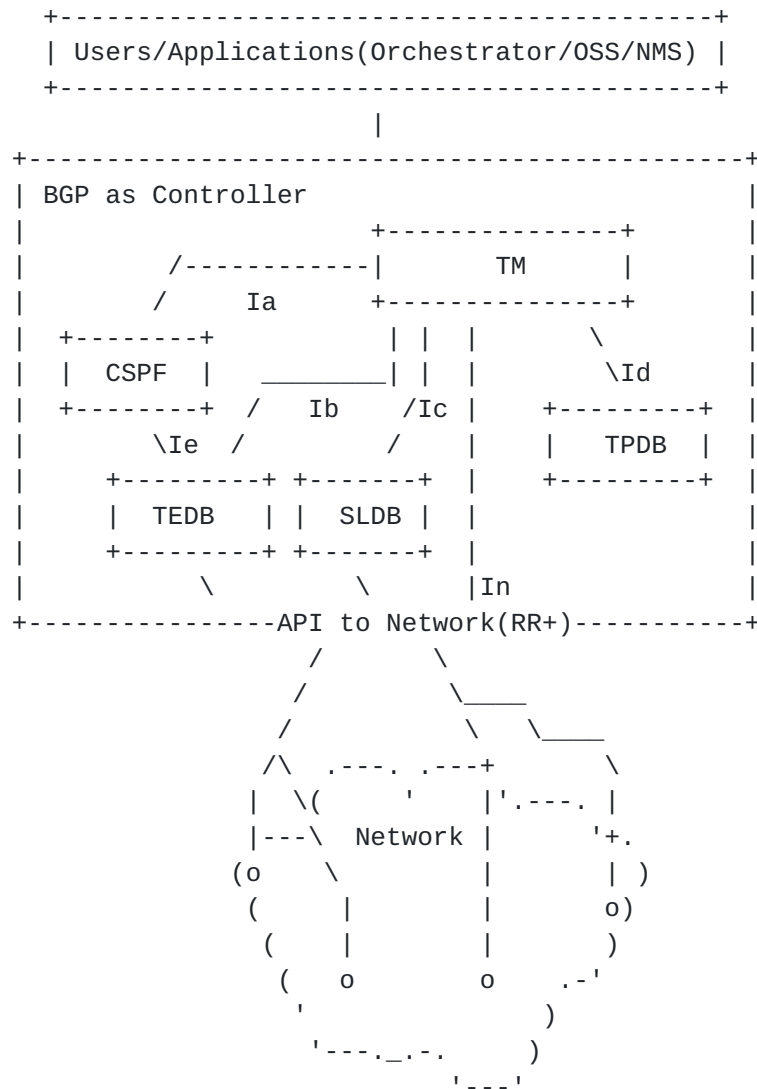 Users/Applications(Orchestrator/OSS/NMS)
BGP as Controller
TM
Ia
CSPF
\Id
Ib /Ic
\Ie
TPDB
TEDB SLDB
In
API to Network(RR+)
Network
o
o
o o